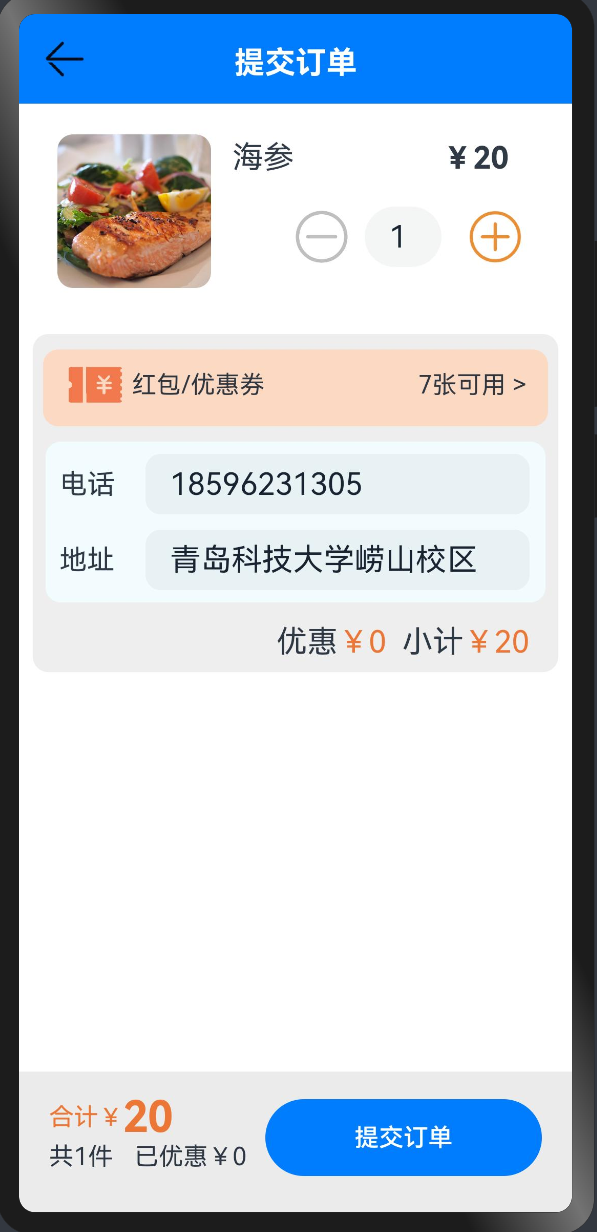 提交订单
海参 ￥20
1
红包/优惠券 7张可用 >
电话 18596231305
地址 青岛科技大学崂山校区
优惠￥0 小计￥20
合计￥20
共1件 已优惠￥0
提交订单